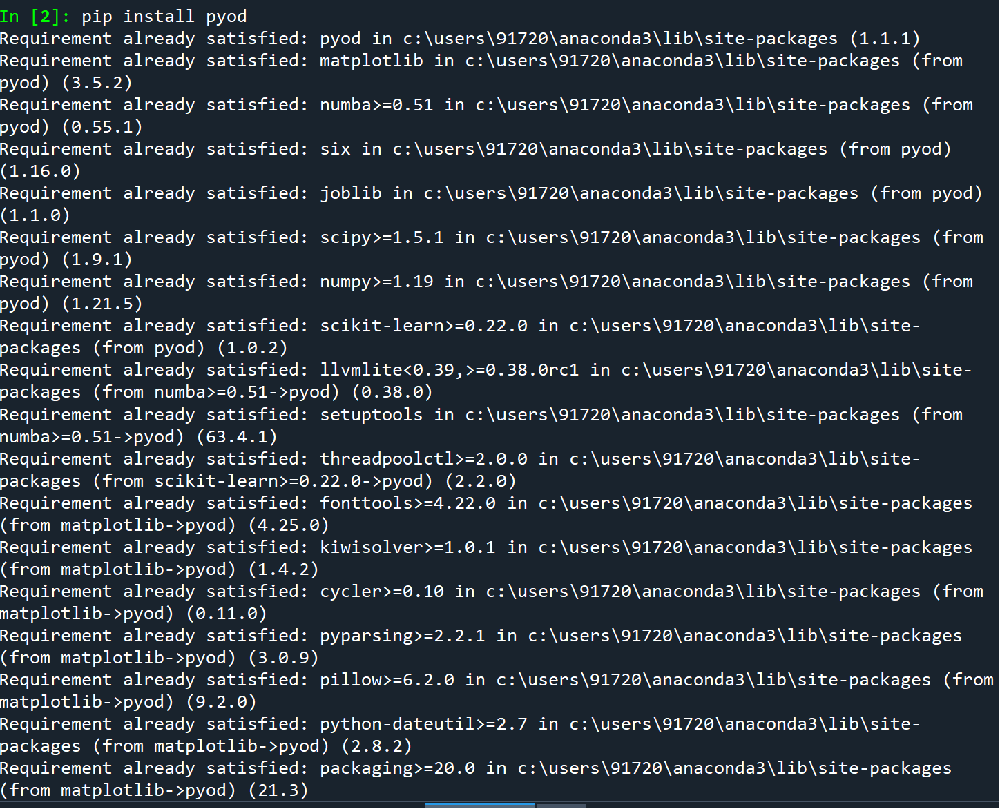 In [2]: pip install pyod
Requirement already satisfied: pyod in c:\users\91720\anaconda3\lib\site-packages (1.1.1)
Requirement already satisfied: matplotlib in c:\users\91720\anaconda3\lib\site-packages (from
pyod) (3.5.2)
Requirement already satisfied: numba>=0.51 in c:\users\91720\anaconda3\lib\site-packages (from
pyod) (0.55.1)
Requirement already satisfied: six in c:\users\91720\anaconda3\lib\site-packages (from pyod)
(1.16.0)
Requirement already satisfied: joblib in c:\users\91720\anaconda3\lib\site-packages (from pyod)
(1.1.0)
Requirement already satisfied: scipy>=1.5.1 in c:\users\91720\anaconda3\lib\site-packages (from
pyod) (1.9.1)
Requirement already satisfied: numpy>=1.19 in c:\users\91720\anaconda3\lib\site-packages (from
pyod) (1.21.5)
Requirement already satisfied: scikit-learn>=0.22.0 in c:\users\91720\anaconda3\lib\site-
packages (from pyod) (1.0.2)
Requirement already satisfied: llvmlite<0.39,>=0.38.0rc1 in c:\users\91720\anaconda3\lib\site-
packages (from numba>=0.51->pyod) (0.38.0)
Requirement already satisfied: setuptools in c:\users\91720\anaconda3\lib\site-packages (from
numba>=0.51->pyod) (63.4.1)
Requirement already satisfied: threadpoolctl>=2.0.0 in c:\users\91720\anaconda3\lib\site-
packages (from scikit-learn>=0.22.0->pyod) (2.2.0)
Requirement already satisfied: fonttools>=4.22.0 in c:\users\91720\anaconda3\lib\site-packages
(from matplotlib->pyod) (4.25.0)
Requirement already satisfied: kiwisolver>=1.0.1 in c:\users\91720\anaconda3\lib\site-packages
(from matplotlib->pyod) (1.4.2)
Requirement already satisfied: cycler>=0.10 in c:\users\91720\anaconda3\lib\site-packages (from
matplotlib->pyod) (0.11.0)
Requirement already satisfied: pyparsing>=2.2.1 in c:\users\91720\anaconda3\lib\site-packages
(from matplotlib->pyod) (3.0.9)
Requirement already satisfied: pillow>=6.2.0 in c:\users\91720\anaconda3\lib\site-packages (from
matplotlib->pyod) (9.2.0)
Requirement already satisfied: python-dateutil>=2.7 in c:\users\91720\anaconda3\lib\site-
packages (from matplotlib->pyod) (2.8.2)
Requirement already satisfied: packaging>=20.0 in c:\users\91720\anaconda3\lib\site-packages
(from matplotlib->pyod) (21.3)